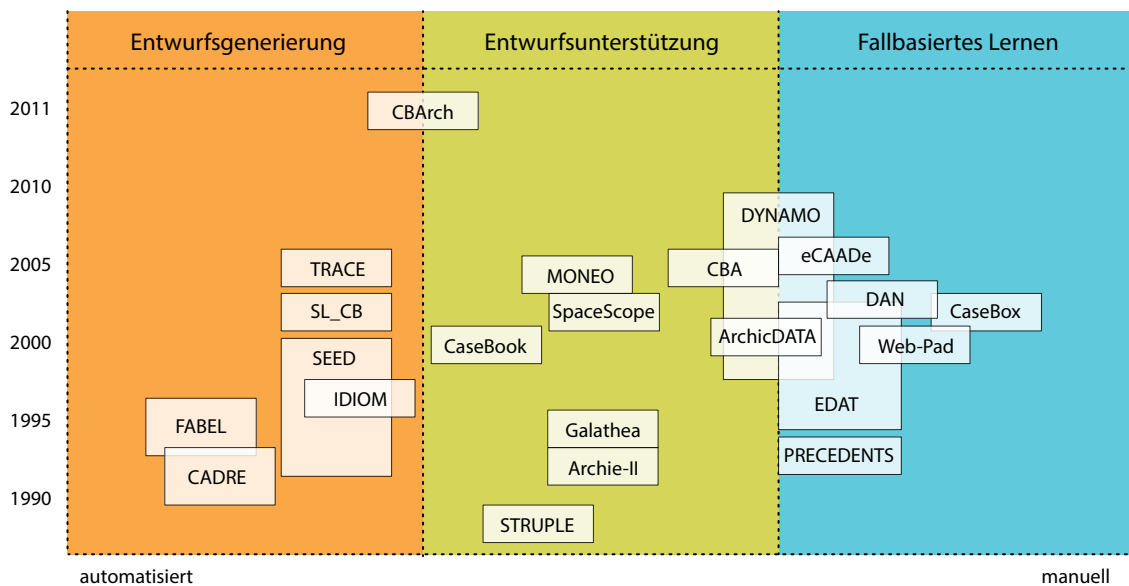 Entwurfsgenerierung
Entwurfsunterstützung
Fallbasiertes Lernen
2011
CBArch
2010
DYNAMO
2005
TRACE
MONEO
CBA
eCAADe
SL_CB
SpaceScope
DAN
CaseBox
2000
SEED
CaseBook
ArchicDATA
Web-Pad
IDIOM
EDAT
1995
FABEL
Galathea
PRECEDENTS
CADRE
Archie-II
1990
STRUPLE
automatisiert
manuell